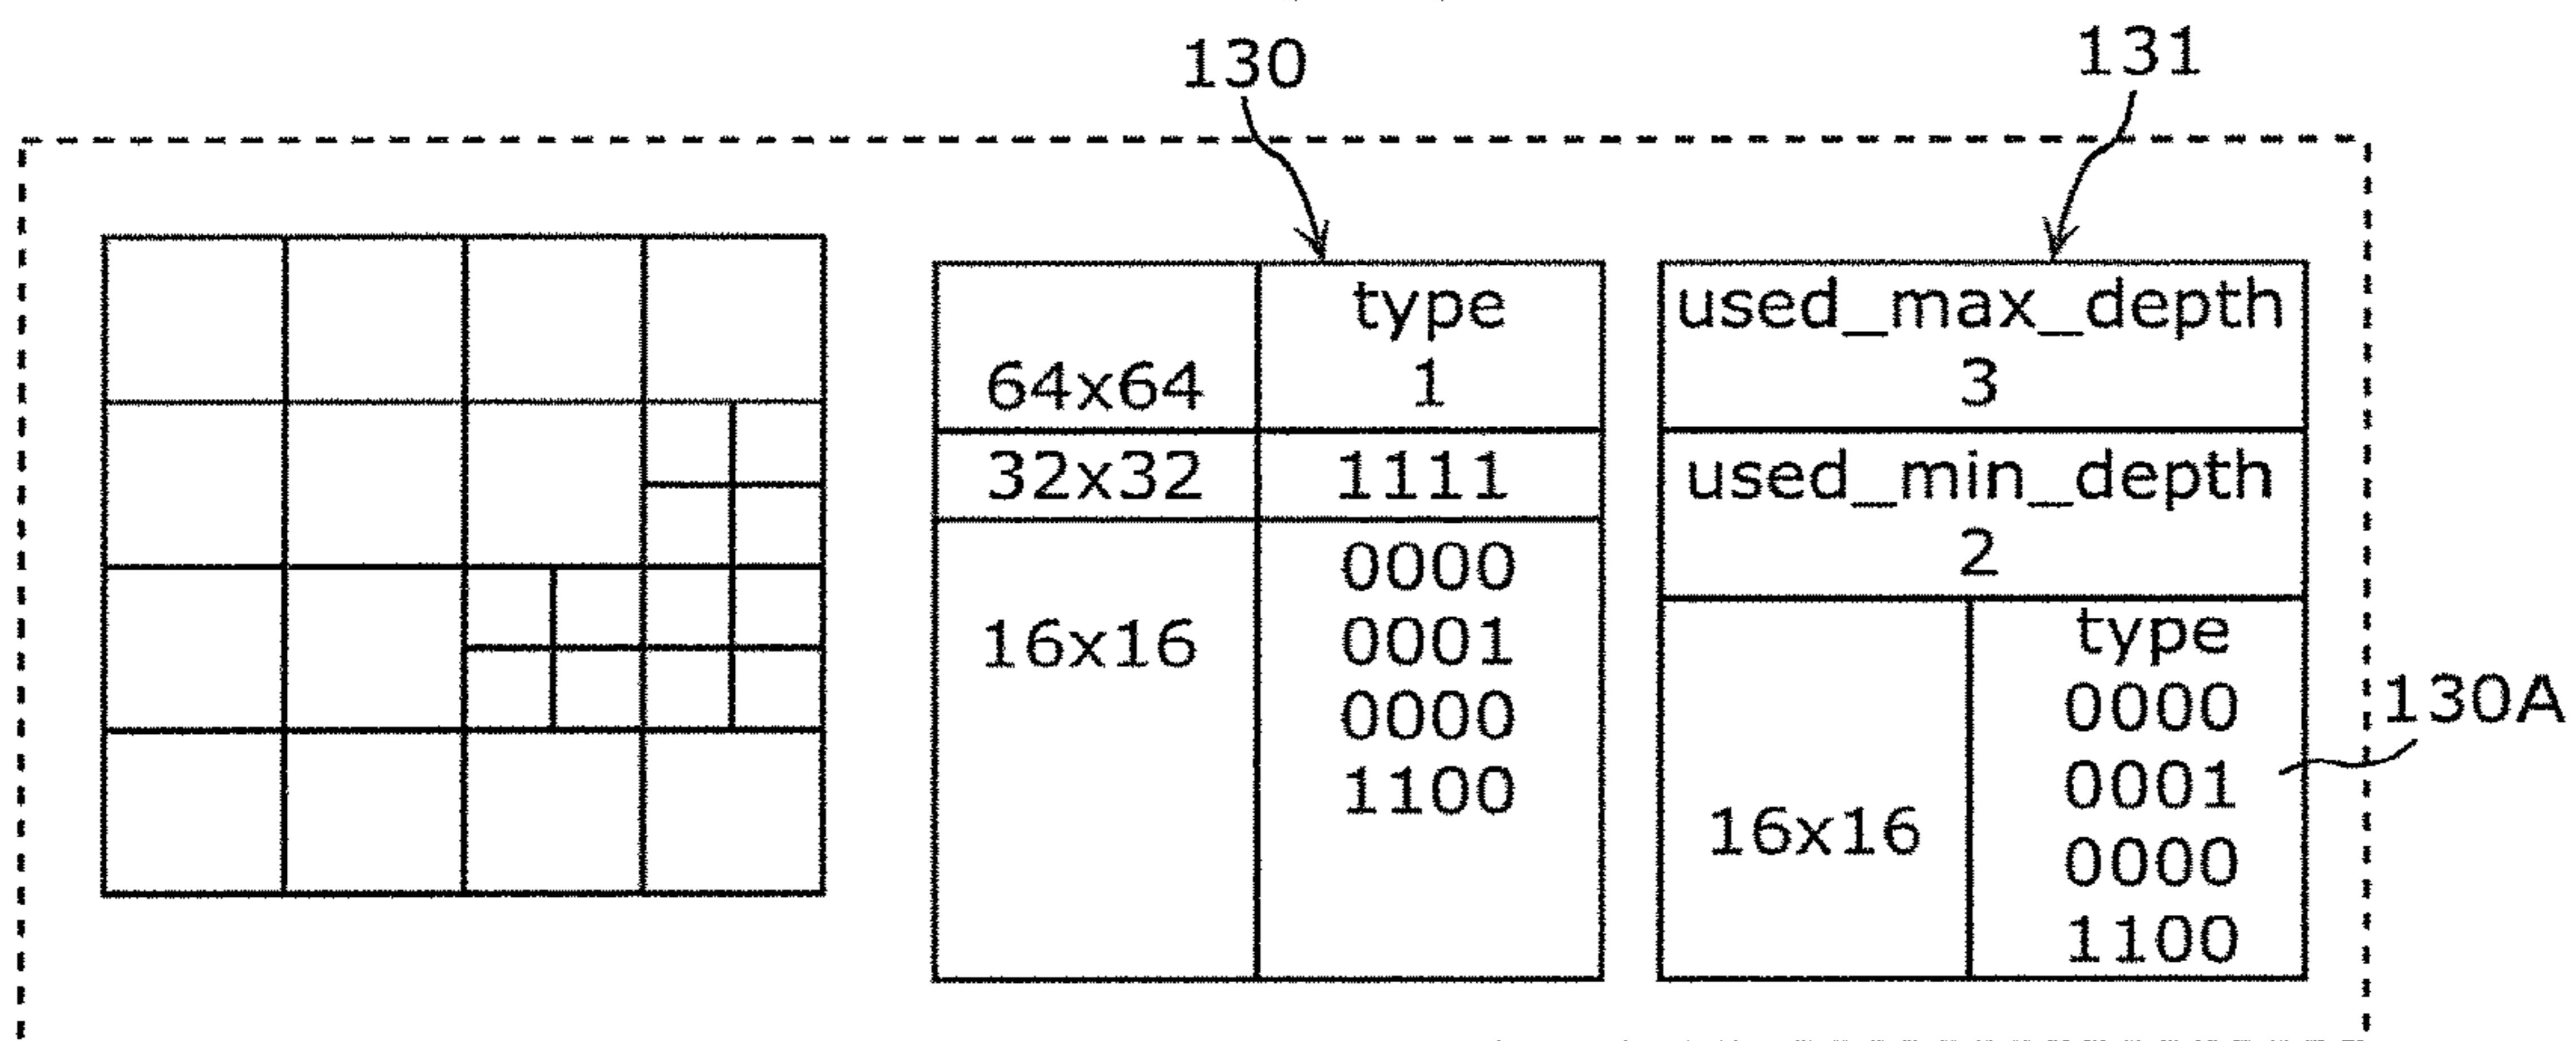 130
131
type
64x64 1
32x32 1111
0000
16x16 0001
0000
1100
used_max_depth
3
used_min_depth
2
type
0000
0001
16x16
0000
1100
130A